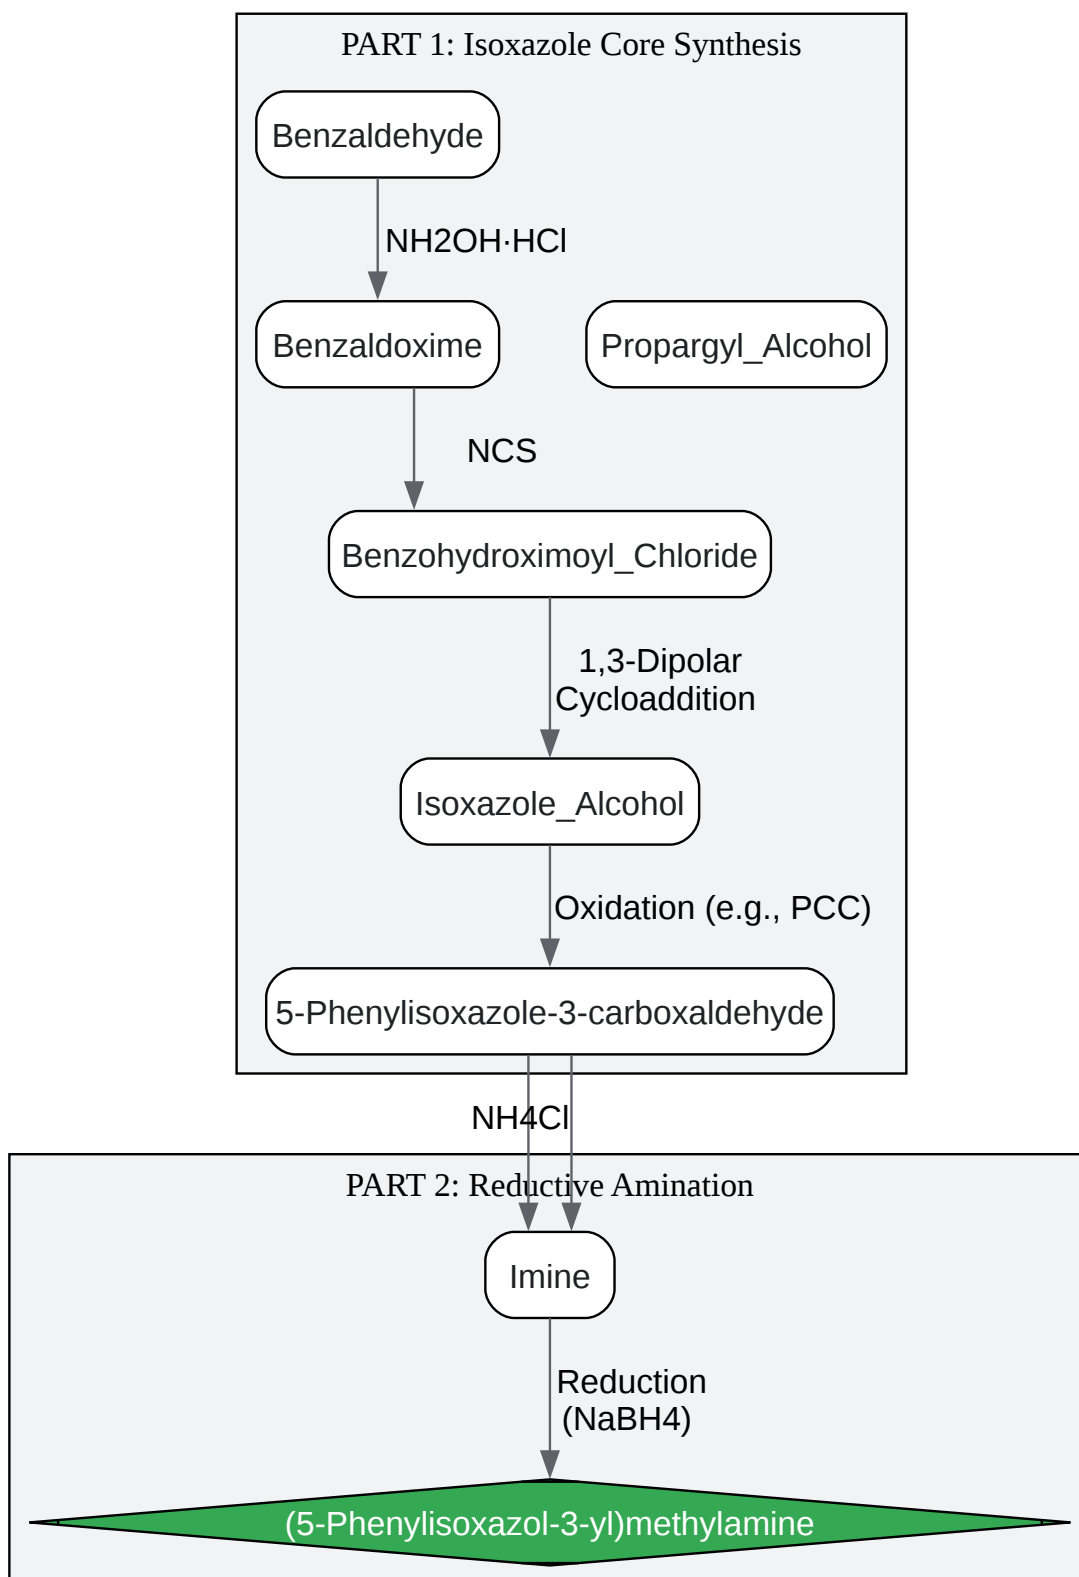 PART 1: Isoxazole Core Synthesis
Benzaldehyde
NH2OH·HCl
Benzaldoxime
Propargyl_Alcohol
NCS
Benzohydroximoyl_Chloride
1,3-Dipolar
Cycloaddition
Isoxazole_Alcohol
Oxidation (e.g., PCC)
5-Phenylisoxazole-3-carboxaldehyde
NH4Cl
PART 2: Reductive Amination
Imine
Reduction
(NaBH4)
(5-Phenylisoxazol-3-yl)methylamine